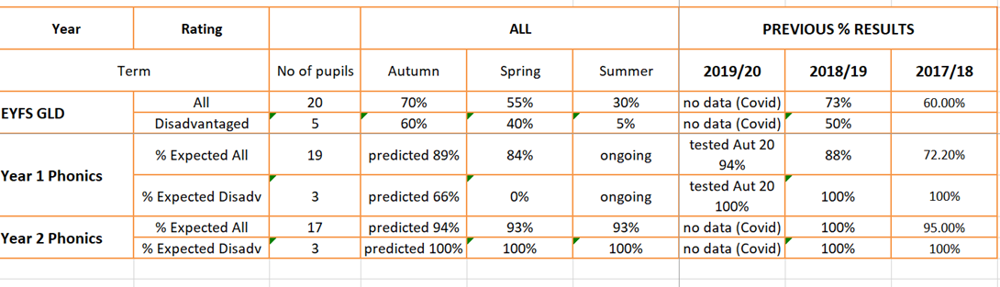 Year Rating ALL PREVIOUS % RESULTS
Term No of pupils Autumn Spring Summer 2019/20 2018/19 2017/18
EYFS GLD
All 20 70% 55% 30% no data (Covid) 73% 60.00%
Disadvantaged 5 60% 40% 5% no data (Covid) 50%
Year 1 Phonics
% Expected All 19 predicted 89% 84% ongoing tested Aut 20
94% 88% 72.20%
% Expected Disadv 3 predicted 66% 0% ongoing tested Aut 20
100% 100% 100%
Year 2 Phonics
% Expected All 17 predicted 94% 93% 93% no data (Covid) 100% 95.00%
% Expected Disadv 3 predicted 100% 100% 100% no data (Covid) 100% 100%